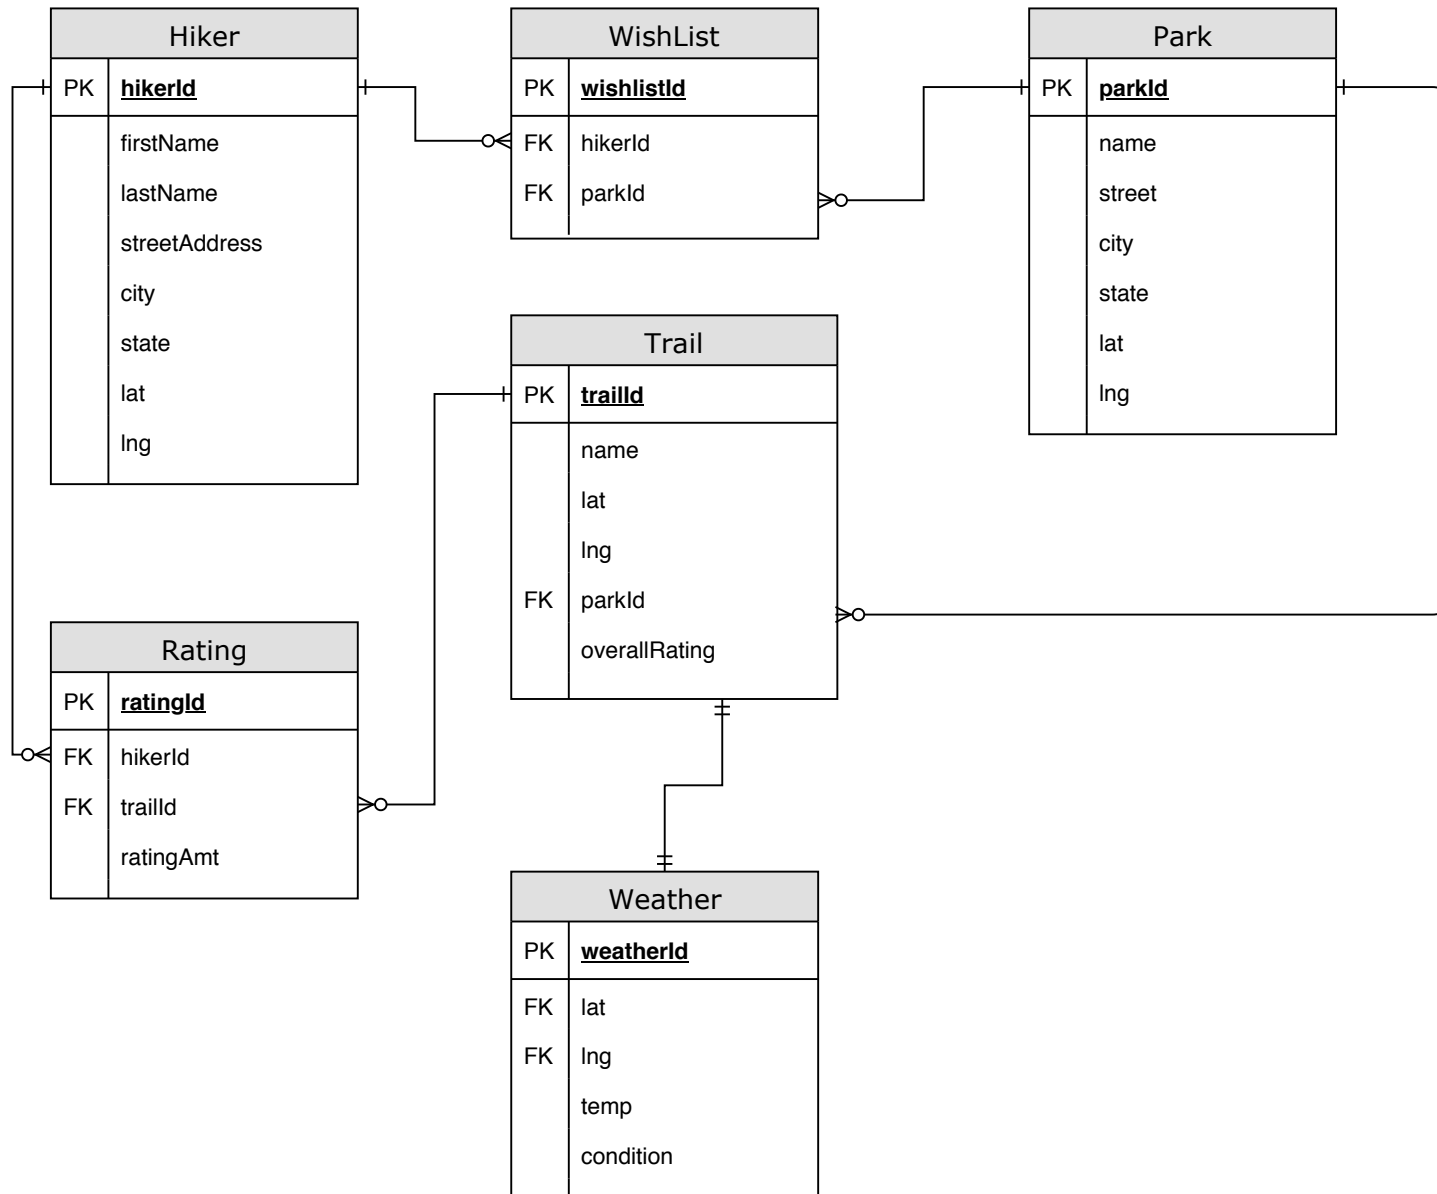 Hiker
PK hikerId
firstName
lastName
streetAddress
city
state
lat
lng
WishList
PK wishlistId
FK hikerId
FK parkId
Park
PK parkId
name
street
city
state
lat
lng
Trail
PK trailId
name
lat
lng
FK parkId
overallRating
Rating
PK ratingId
FK hikerId
FK trailId
ratingAmt
Weather
PK weatherId
FK lat
FK lng
temp
condition